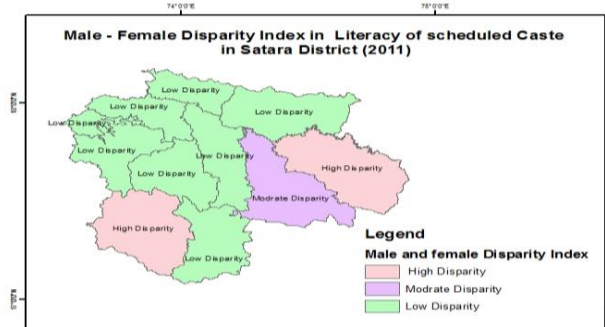 74°0'0"E
75°0'0"E
Male - Female Disparity Index in Literacy of scheduled Caste
in Satara District (2011)
Low Disparity
Low Disparity
Low Disparity
Low Disparity
Low Disparity
Low Disparity
High Disparity
Low Disparity
Modrate Disparity
High Disparity
Low Disparity
Legend
Male and female Disparity Index
High Disparity
Modrate Disparity
Low Disparity